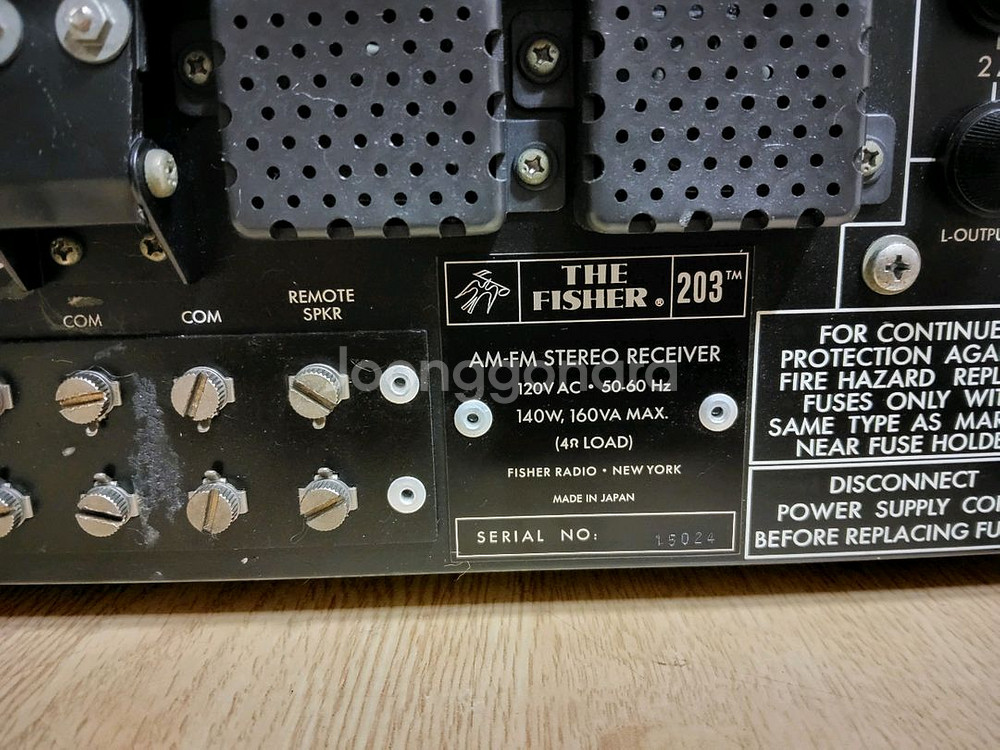 COM
COM
REMOTE
SPKR
THE
FISHER ® 203™
AM-FM STEREO RECEIVER
120V AC • 50-60 Hz
140W, 160VA MAX.
(4Ω LOAD)
FISHER RADIO • NEW YORK
MADE IN JAPAN
SERIAL NO: 15024
L-OUTPU
FOR CONTINUE
PROTECTION AGA
FIRE HAZARD REPL
FUSES ONLY WIT
SAME TYPE AS MAR
NEAR FUSE HOLDE
DISCONNECT
POWER SUPPLY CO
BEFORE REPLACING FU